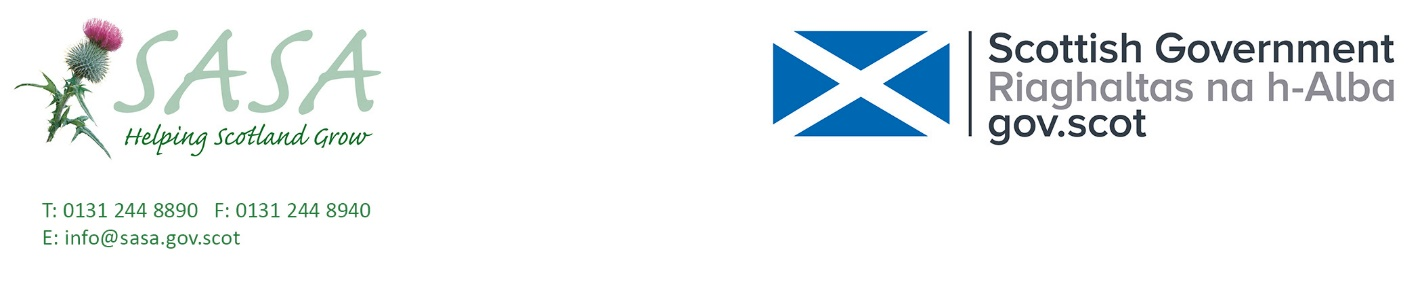 SASA
Helping Scotland Grow
T: 0131 244 8890 F: 0131 244 8940
E: info@sasa.gov.scot
Scottish Government
Riaghaltas na h-Alba
gov.scot